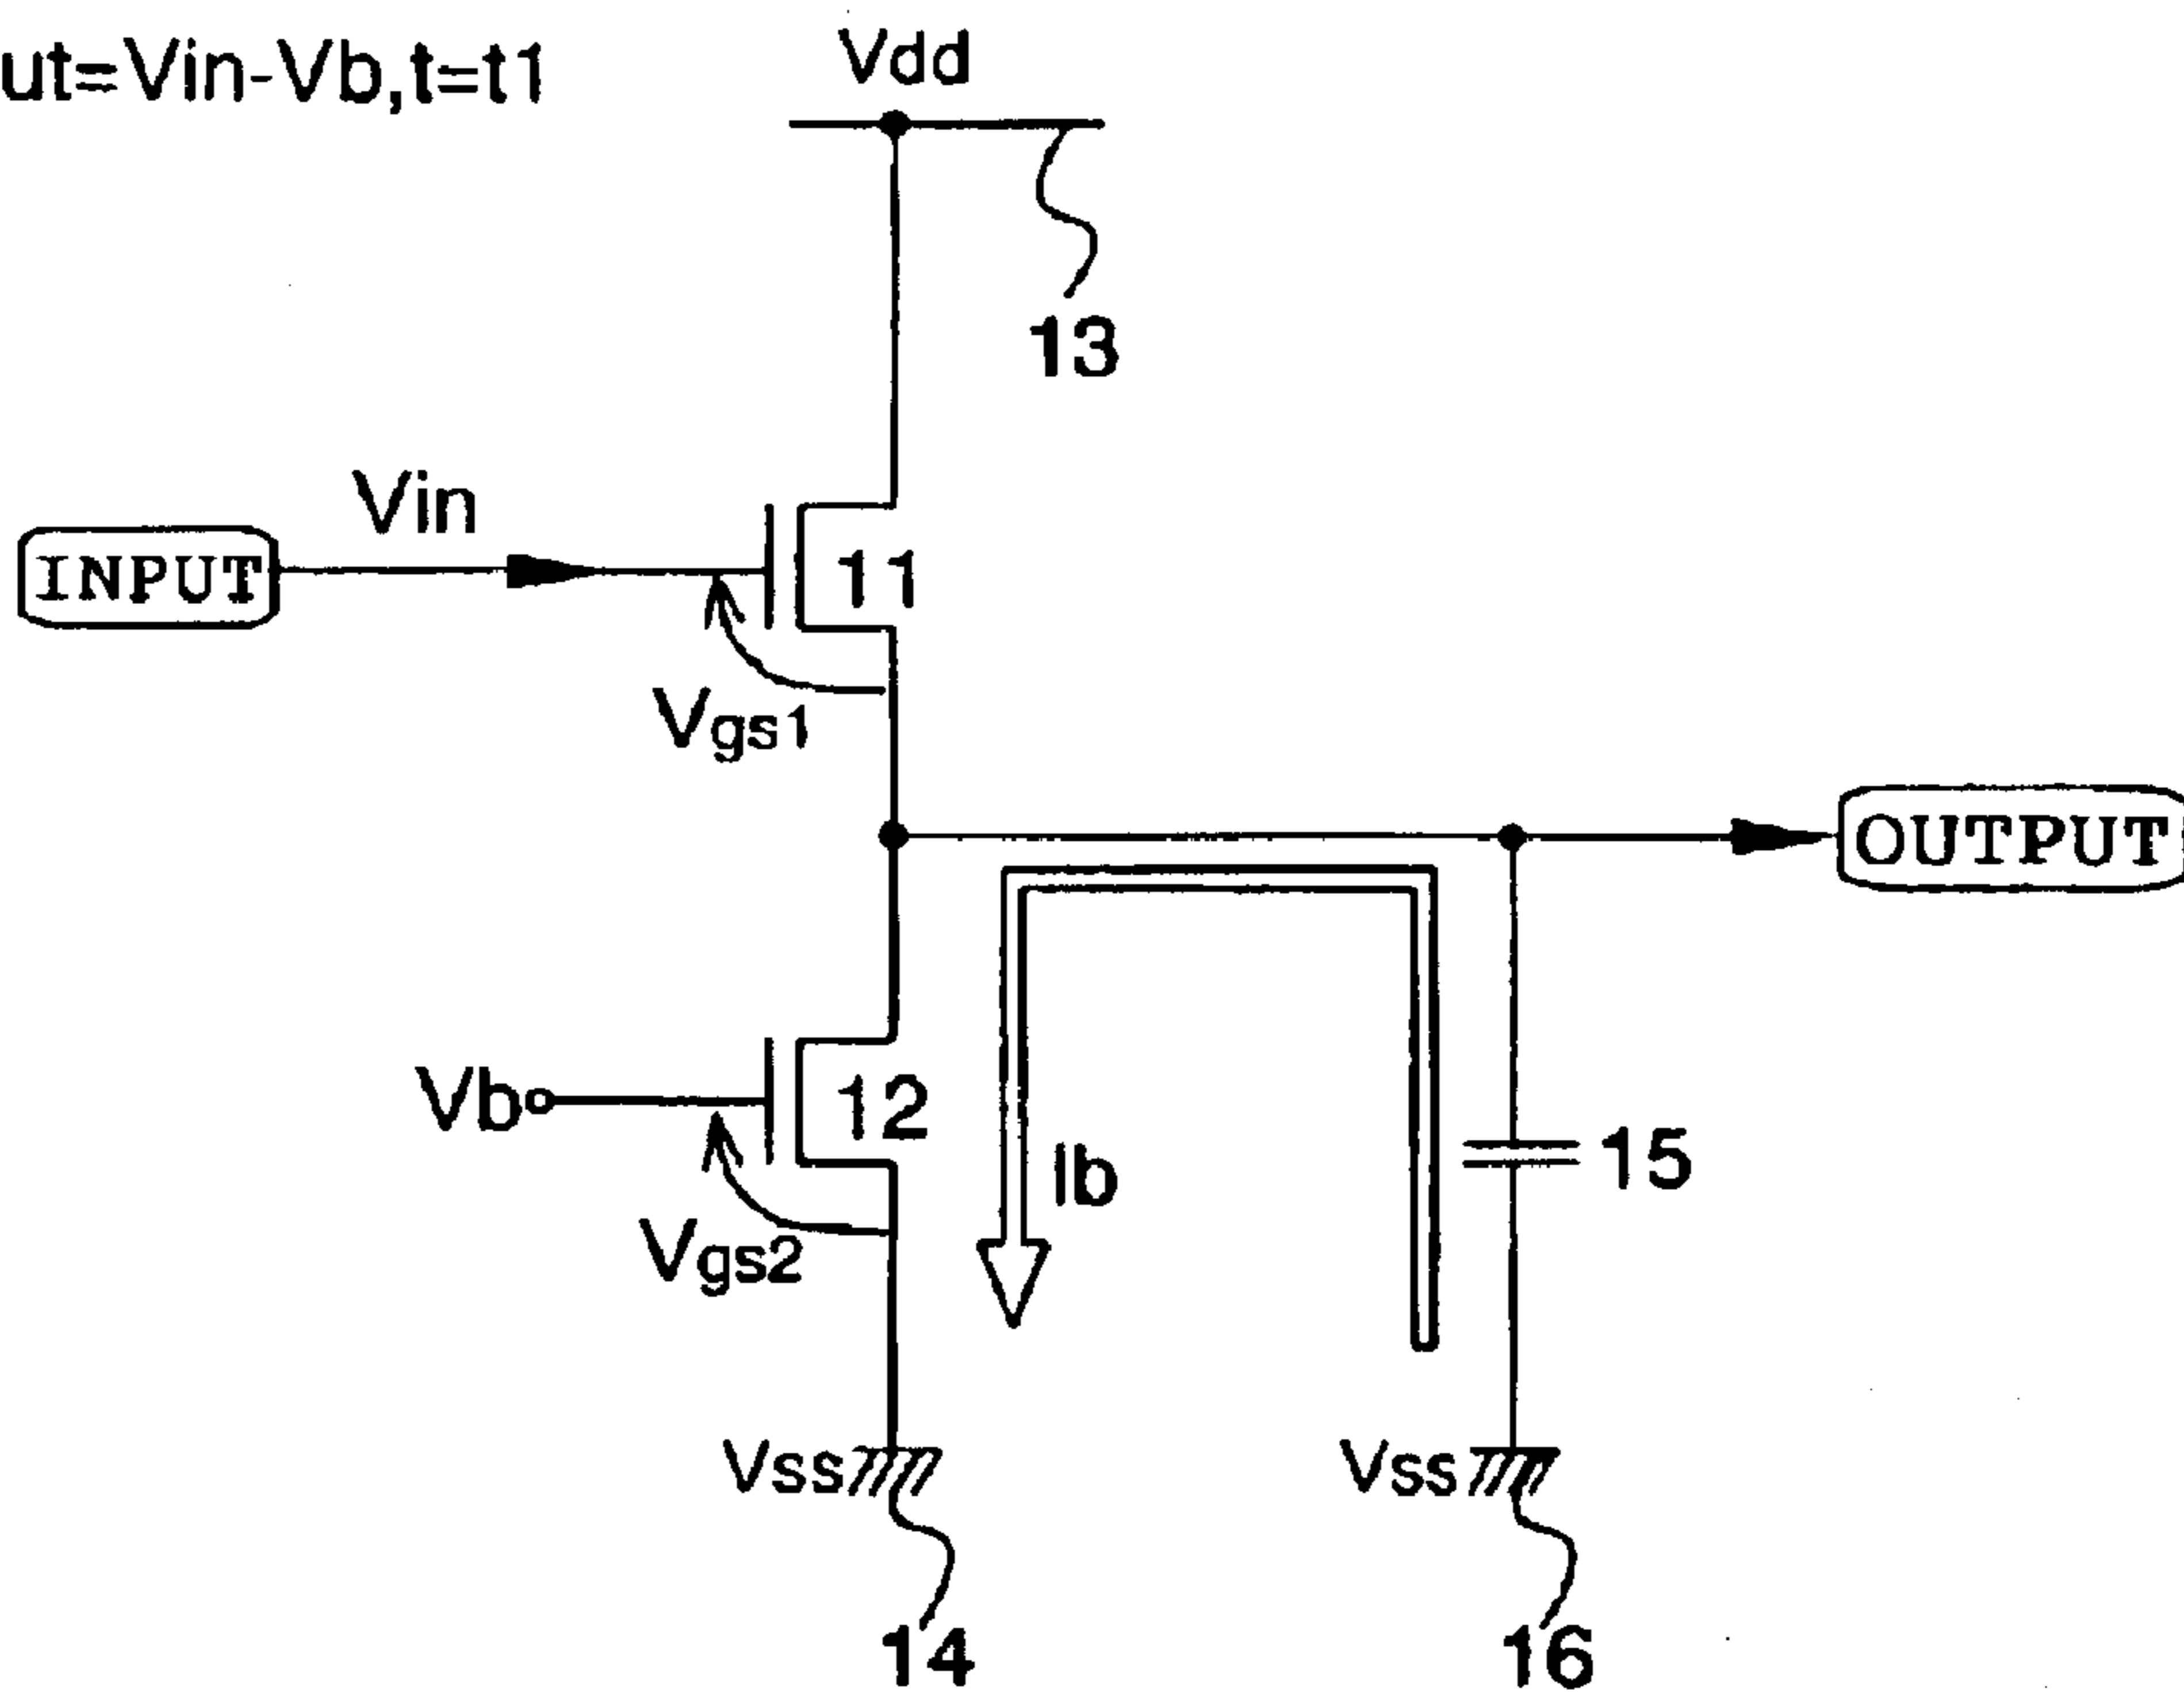 ut=Vin-Vb,t=t1
Vdd
13
Vin
INPUT
11
Vgs1
OUTPUT
Vb
12
Ib
15
Vgs2
Vss
Vss
14
16